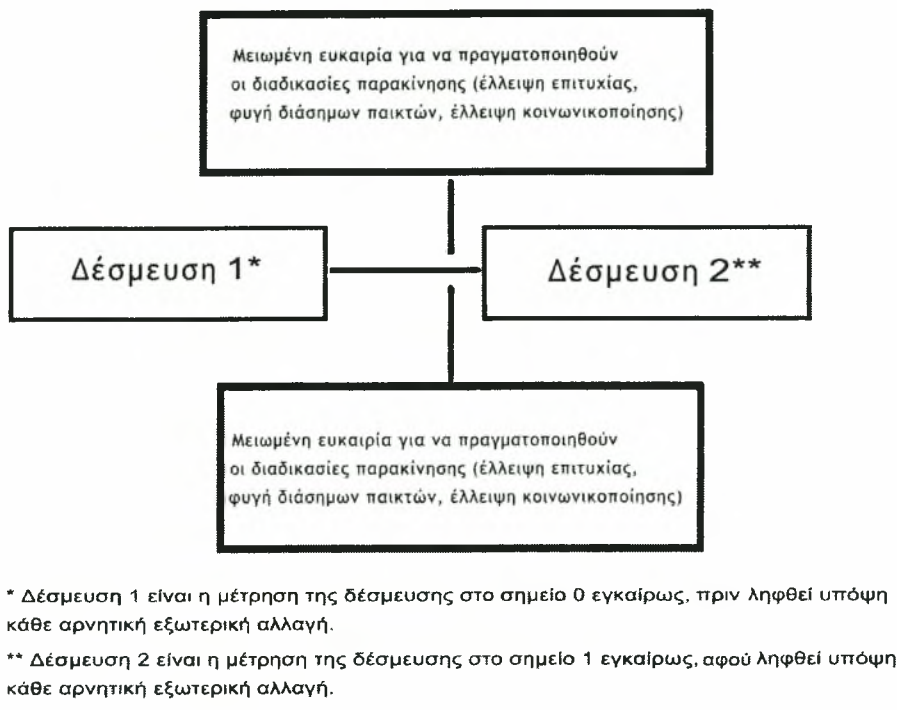 Μειωμένη ευκαιρία για να πραγματοποιηθούν
οι διαδικασίες παρακίνησης (έλλειψη επιτυχίας,
φυγή διάσημων παικτών, έλλειψη κοινωνικοποίησης)
Δέσμευση 1*
Δέσμευση 2**
Μειωμένη ευκαιρία για να πραγματοποιηθούν
οι διαδικασίες παρακίνησης (έλλειψη επιτυχίας,
φυγή διάσημων παικτών, έλλειψη κοινωνικοποίησης)
* Δέσμευση 1 είναι η μέτρηση της δέσμευσης στο σημείο 0 εγκαίρως, πριν ληφθεί υπόψη
κάθε αρνητική εξωτερική αλλαγή.
** Δέσμευση 2 είναι η μέτρηση της δέσμευσης στο σημείο 1 εγκαίρως, αφού ληφθεί υπόψη
κάθε αρνητική εξωτερική αλλαγή.